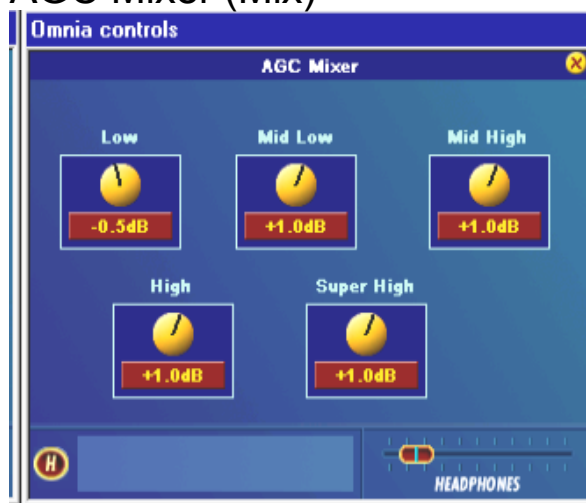 AGC Mixer (Mix)
Omnia controls
AGC Mixer
Low Mid Low Mid High
-0.5dB +1.0dB +1.0dB
High Super High
+1.0dB +1.0dB
H HEADPHONES